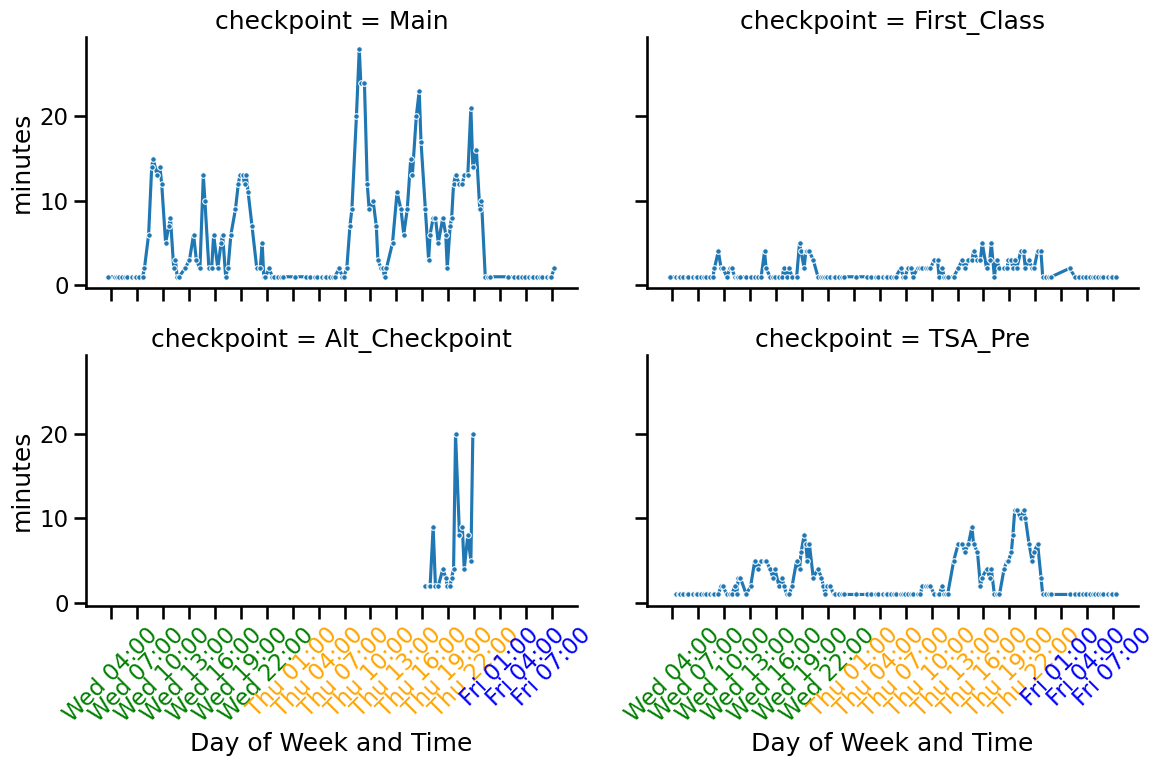 checkpoint = Main
checkpoint = First_Class
minutes
20
10
0
checkpoint = Alt_Checkpoint
checkpoint = TSA_Pre
minutes
20
10
0
Wed 04:00
Wed 07:00
Wed 10:00
Wed 13:00
Wed 16:00
Wed 19:00
Wed 22:00
Thu 01:00
Thu 04:00
Thu 07:00
Thu 10:00
Thu 13:00
Thu 16:00
Thu 19:00
Thu 22:00
Fri 01:00
Fri 04:00
Fri 07:00
Wed 04:00
Wed 07:00
Wed 10:00
Wed 13:00
Wed 16:00
Wed 19:00
Wed 22:00
Thu 01:00
Thu 04:00
Thu 07:00
Thu 10:00
Thu 13:00
Thu 16:00
Thu 19:00
Thu 22:00
Fri 01:00
Fri 04:00
Fri 07:00
Day of Week and Time
Day of Week and Time